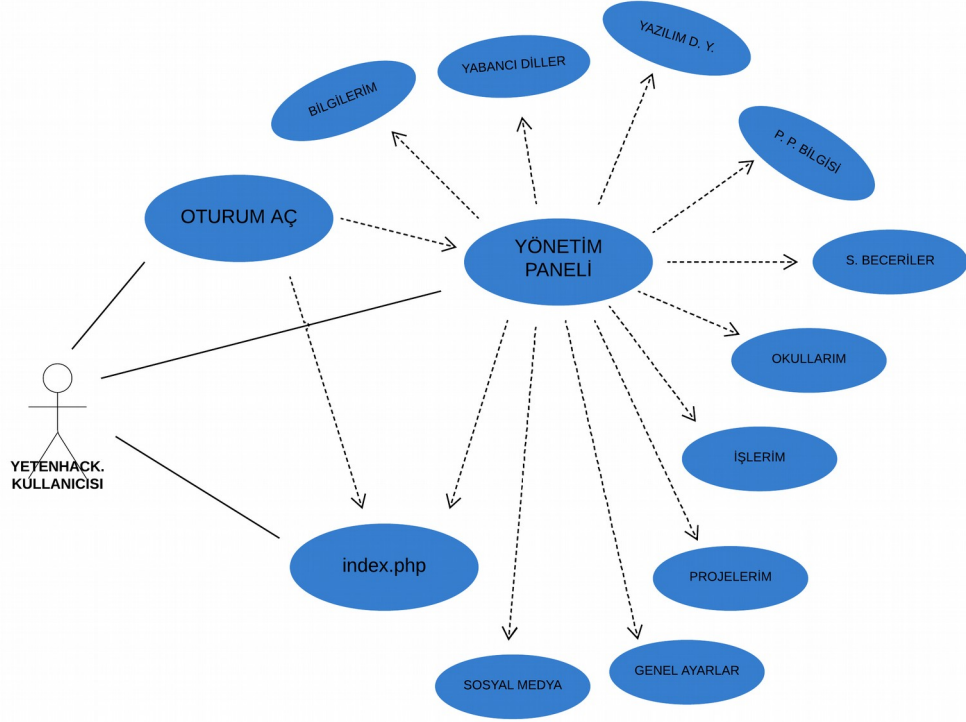 YAZILIM D. Y.
YABANCI DİLLER
BİLGİLERİM
P. P. BİLGİSİ
OTURUM AÇ
YÖNETİM
PANELİ
S. BECERİLER
OKULLARIM
İŞLERİM
YETENHACK.
KULLANICISI
index.php
PROJELERİM
GENEL AYARLAR
SOSYAL MEDYA